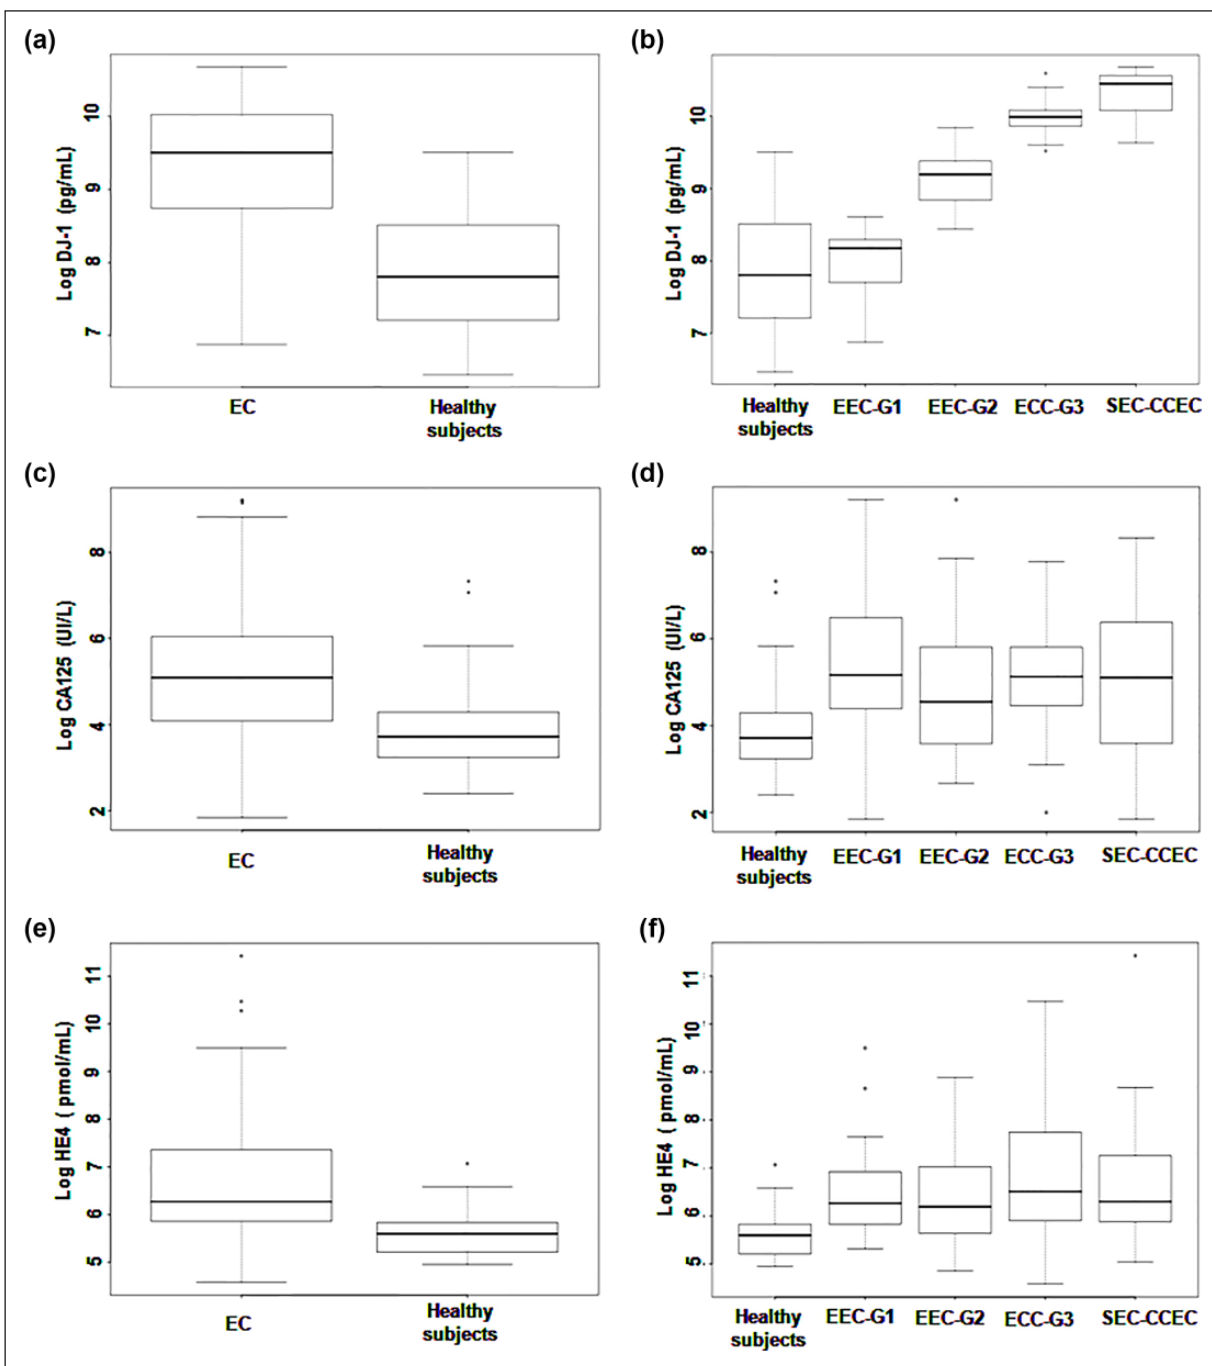 (a)
10
9
8
7
Log DJ-1 (pg/mL)
EC
Healthy
subjects
(b)
10
9
8
7
Log DJ-1 (pg/mL)
Healthy
subjects
EEC-G1
EEC-G2
ECC-G3
SEC-CCEC
(c)
8
6
4
2
Log CA125 (UI/L)
EC
Healthy
subjects
(d)
8
6
4
2
Log CA125 (UI/L)
Healthy
subjects
EEC-G1
EEC-G2
ECC-G3
SEC-CCEC
(e)
11
10
9
8
7
6
5
Log HE4 ( pmol/mL)
EC
Healthy
subjects
(f)
11
10
9
8
7
6
5
Log HE4 ( pmol/mL)
Healthy
subjects
EEC-G1
EEC-G2
ECC-G3
SEC-CCEC